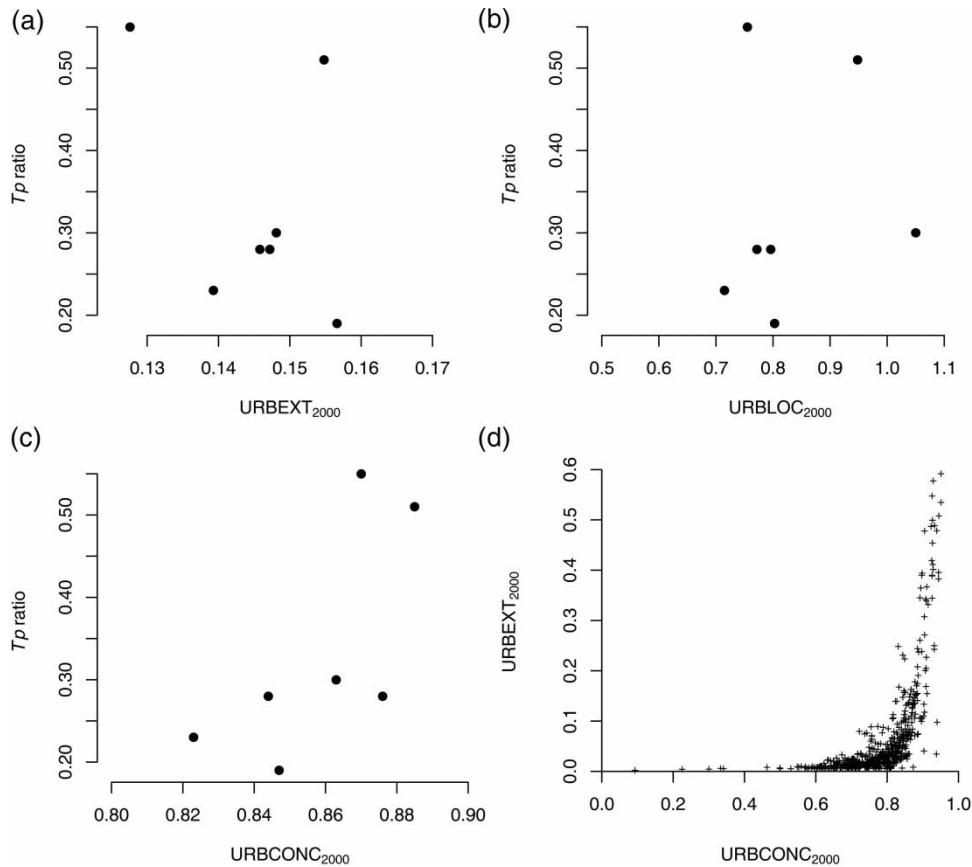 (a)
0.50
0.40
0.30
0.20
Tp ratio
0.13 0.14 0.15 0.16 0.17
URBEXT2000
(b)
0.50
0.40
0.30
0.20
Tp ratio
0.5 0.6 0.7 0.8 0.9 1.0 1.1
URBLOC2000
(c)
0.50
0.40
0.30
0.20
Tp ratio
0.80 0.82 0.84 0.86 0.88 0.90
URBCONC2000
(d)
0.6
0.5
0.4
0.3
0.2
0.1
0.0
URBEXT2000
0.0 0.2 0.4 0.6 0.8 1.0
URBCONC2000